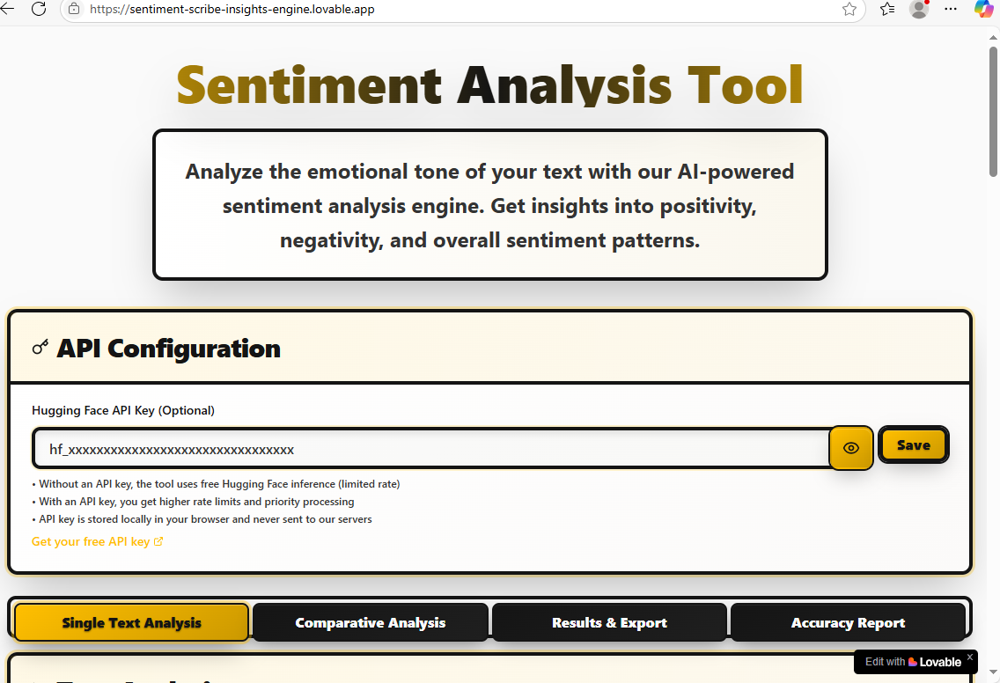 https://sentiment-scribe-insights-engine.lovable.app
Sentiment Analysis Tool
Analyze the emotional tone of your text with our AI-powered
sentiment analysis engine. Get insights into positivity,
negativity, and overall sentiment patterns.
API Configuration
Hugging Face API Key (Optional)
hf_xxxxxxxxxxxxxxxxxxxxxxxxxxxxxxxx
Save
• Without an API key, the tool uses free Hugging Face inference (limited rate)
• With an API key, you get higher rate limits and priority processing
• API key is stored locally in your browser and never sent to our servers
Get your free API key
Single Text Analysis
Comparative Analysis
Results & Export
Accuracy Report
Edit with Lovable